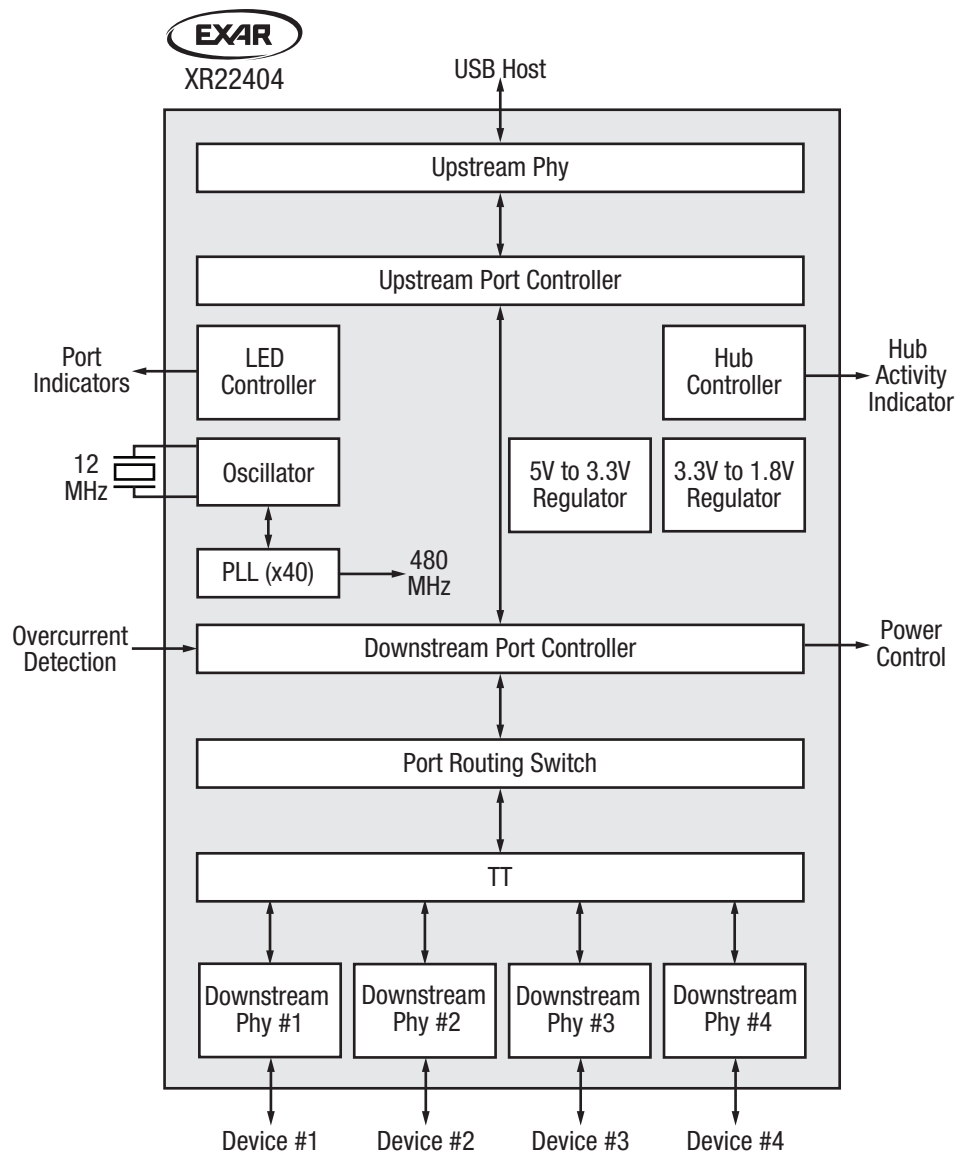 EXAR
XR22404
USB Host
Upstream Phy
Upstream Port Controller
Port
Indicators
LED
Controller
Hub
Controller
Hub
Activity
Indicator
12
MHz
Oscillator
5V to 3.3V
Regulator
3.3V to 1.8V
Regulator
PLL (x40)
480
MHz
Overcurrent
Detection
Downstream Port Controller
Power
Control
Port Routing Switch
TT
Downstream
Phy #1
Downstream
Phy #2
Downstream
Phy #3
Downstream
Phy #4
Device #1
Device #2
Device #3
Device #4